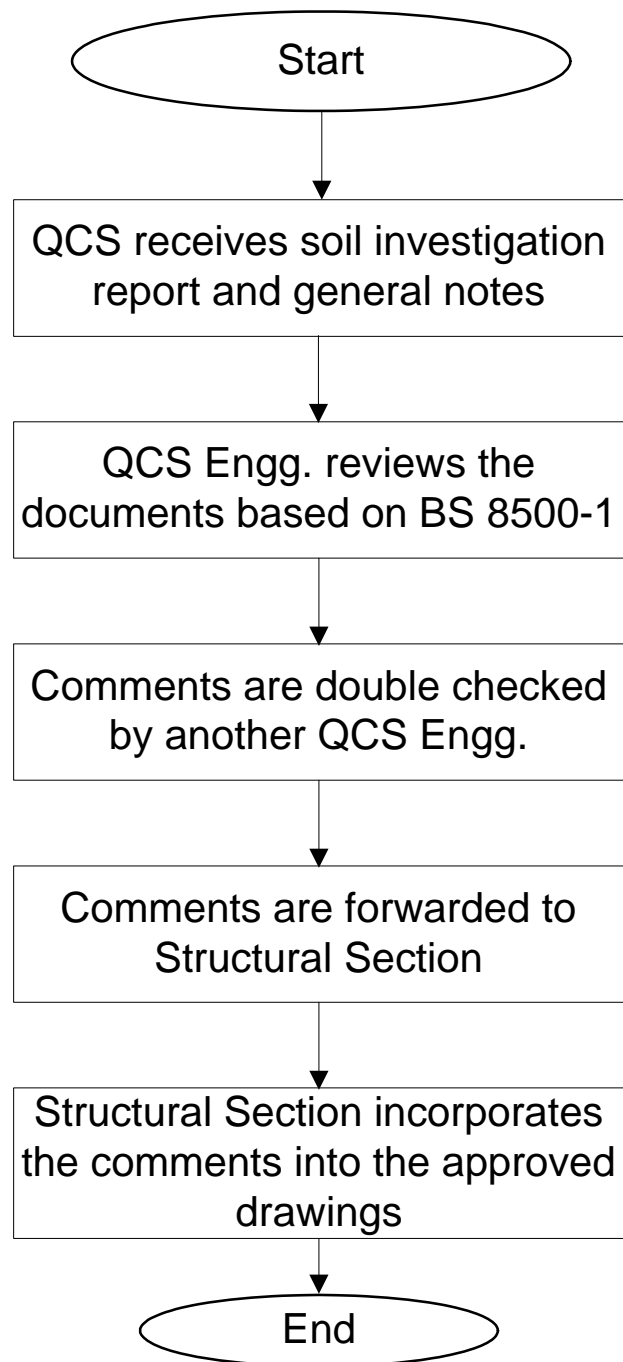 Start
QCS receives soil investigation
report and general notes
QCS Engg. reviews the
documents based on BS 8500-1
Comments are double checked
by another QCS Engg.
Comments are forwarded to
Structural Section
Structural Section incorporates
the comments into the approved
drawings
End